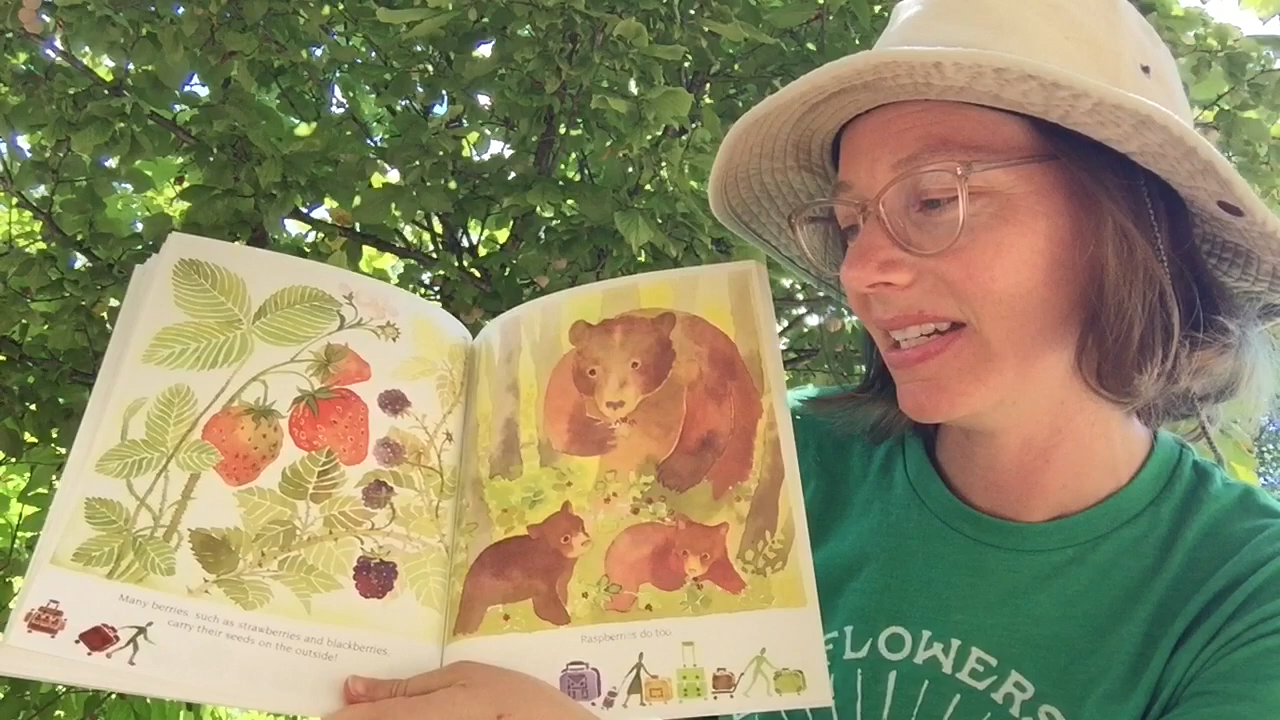 Many berries, such as strawberries and blackberries,
carry their seeds on the outside!
Raspberries do too.
FLOWERS